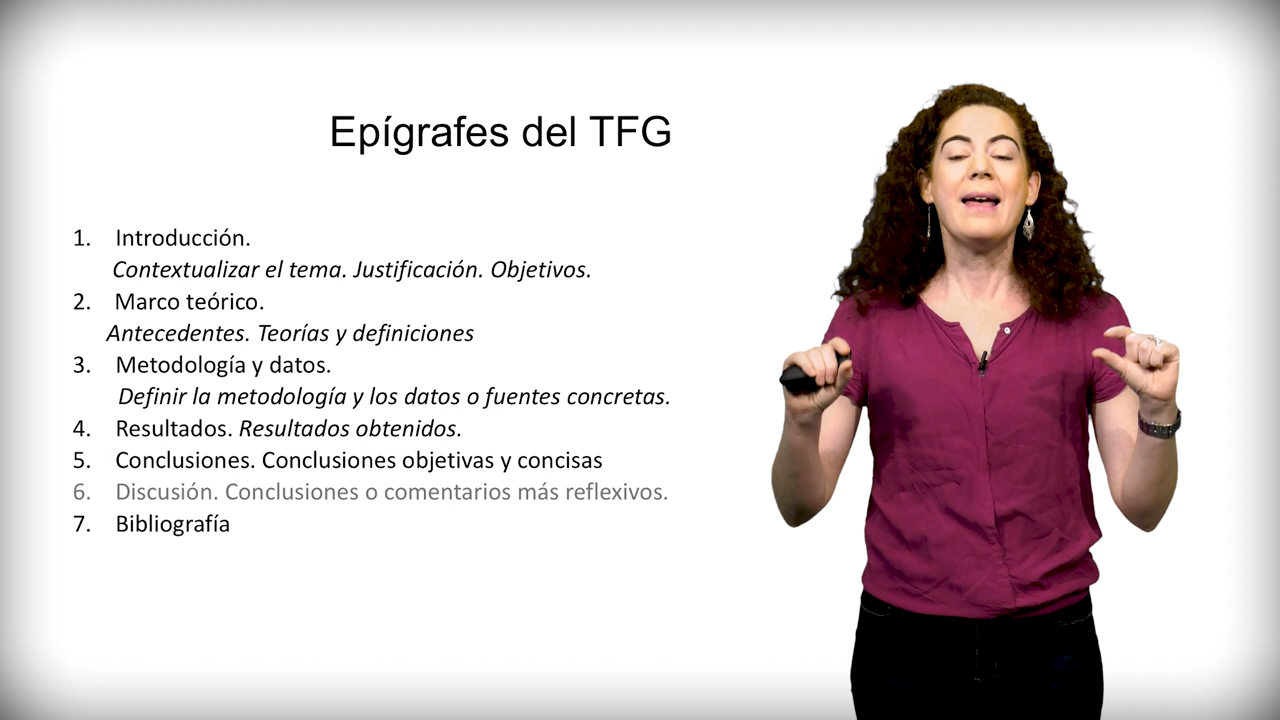 Epígrafes del TFG
1. Introducción.
Contextualizar el tema. Justificación. Objetivos.
2. Marco teórico.
Antecedentes. Teorías y definiciones
3. Metodología y datos.
Definir la metodología y los datos o fuentes concretas.
4. Resultados. Resultados obtenidos.
5. Conclusiones. Conclusiones objetivas y concisas
6. Discusión. Conclusiones o comentarios más reflexivos.
7. Bibliografía